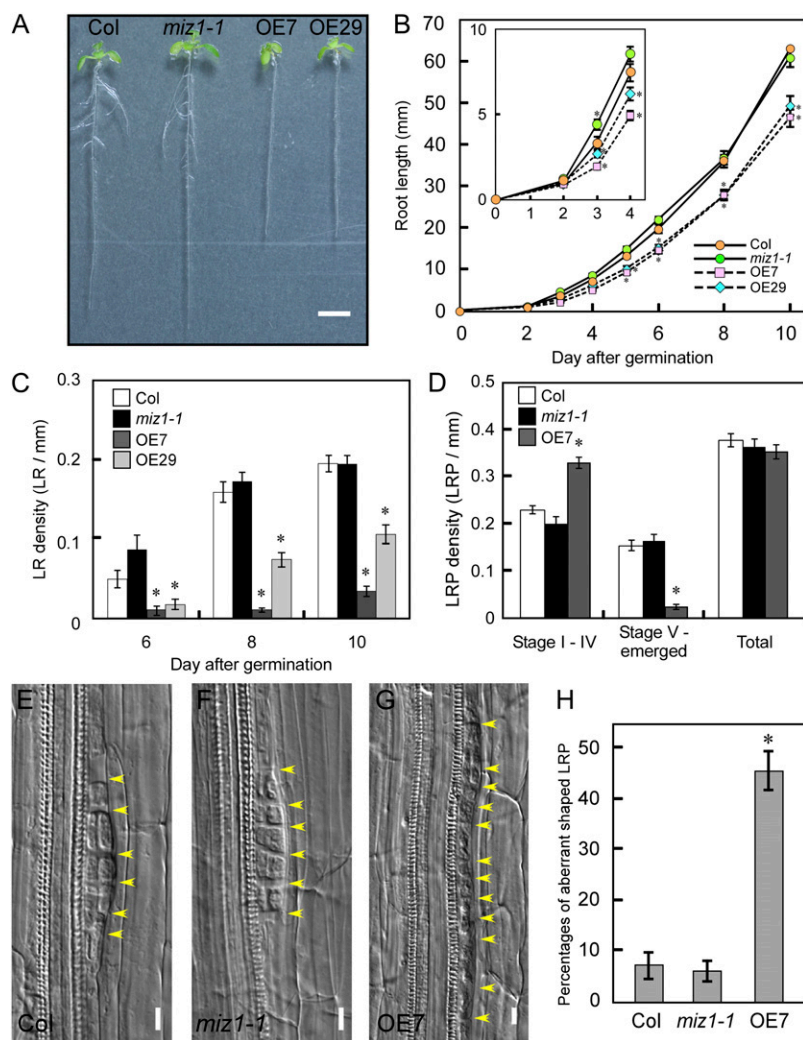 A
Col
miz1-1
OE7
OE29
B
Root length (mm)
70
60
50
40
30
20
10
0
10
5
0
0
2
3
4
*
*
*
*
*
*
*
*
*
*
*
*
*
*
Col
miz1-1
OE7
OE29
0
2
4
6
8
10
Day after germination
C
LR density (LR / mm)
0.3
0.2
0.1
0
Col
miz1-1
OE7
OE29
* *
* *
* *
6
8
10
Day after germination
D
LRP density (LRP / mm)
0.5
0.4
0.3
0.2
0.1
0
Col
miz1-1
OE7
*
*
Stage I - IV
Stage V -
emerged
Total
E
Col
F
miz1-1
G
OE7
H
Percentages of aberrant shaped LRP
50
40
30
20
10
0
*
Col
miz1-1
OE7